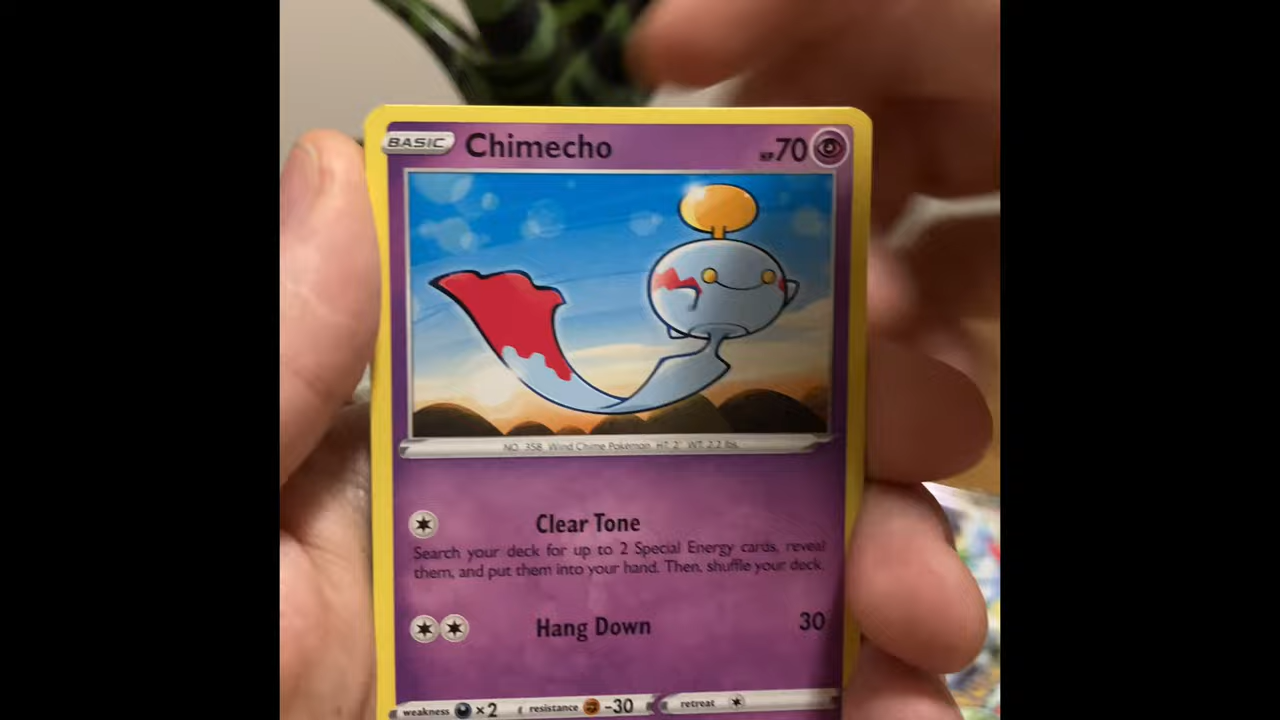 BASIC Chimecho HP 70
NO. 358 Wind Chime Pokémon HT: 2' WT: 2.2 lbs.
Clear Tone
Search your deck for up to 2 Special Energy cards, reveal
them, and put them into your hand. Then, shuffle your deck.
Hang Down 30
weakness ×2 resistance -30 retreat